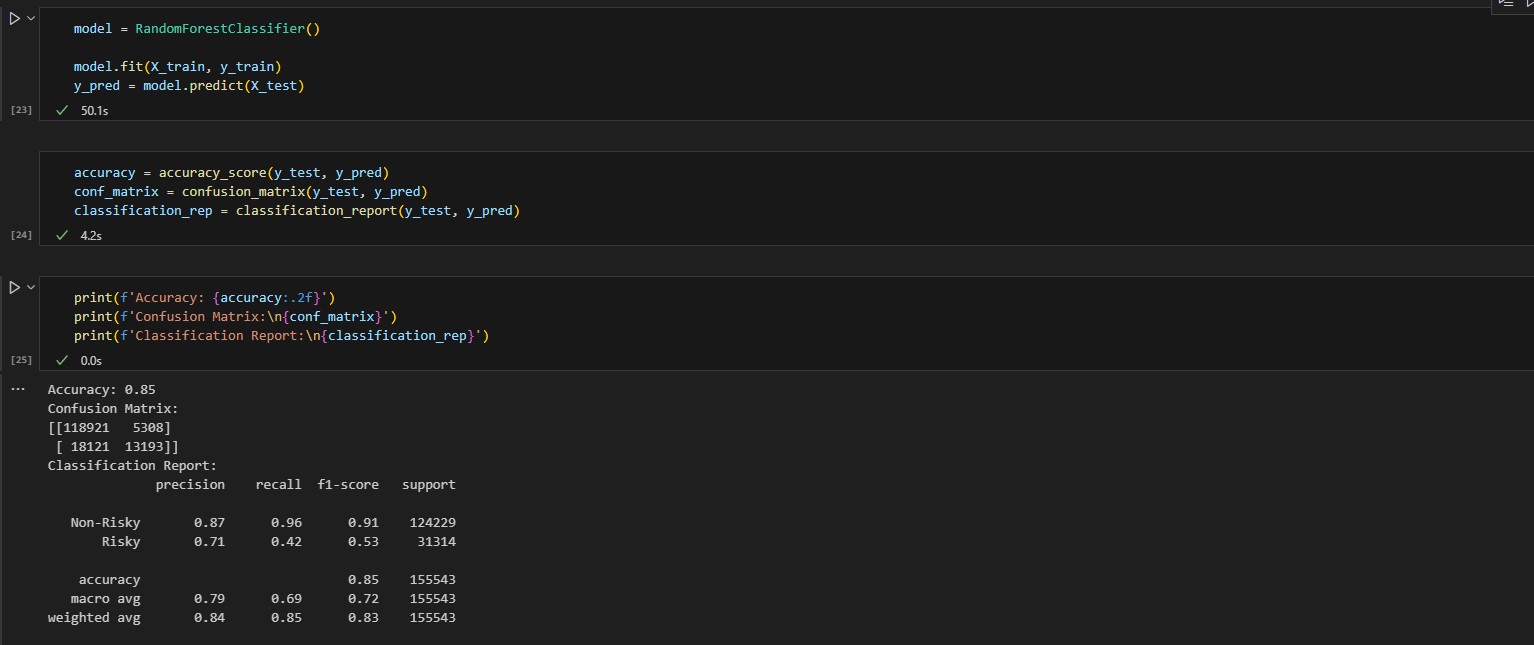 model = RandomForestClassifier()
model.fit(X_train, y_train)
y_pred = model.predict(X_test)
[23]
50.1s
accuracy = accuracy_score(y_test, y_pred)
conf_matrix = confusion_matrix(y_test, y_pred)
classification_rep = classification_report(y_test, y_pred)
[24]
4.2s
print(f'Accuracy: {accuracy:.2f}')
print(f'Confusion Matrix:\n{conf_matrix}')
print(f'Classification Report:\n{classification_rep}')
[25]
0.0s
... Accuracy: 0.85
Confusion Matrix:
[[118921   5308]
 [ 18121  13193]]
Classification Report:
              precision    recall  f1-score   support
   Non-Risky       0.87      0.96      0.91    124229
       Risky       0.71      0.42      0.53     31314
    accuracy                           0.85    155543
   macro avg       0.79      0.69      0.72    155543
weighted avg       0.84      0.85      0.83    155543